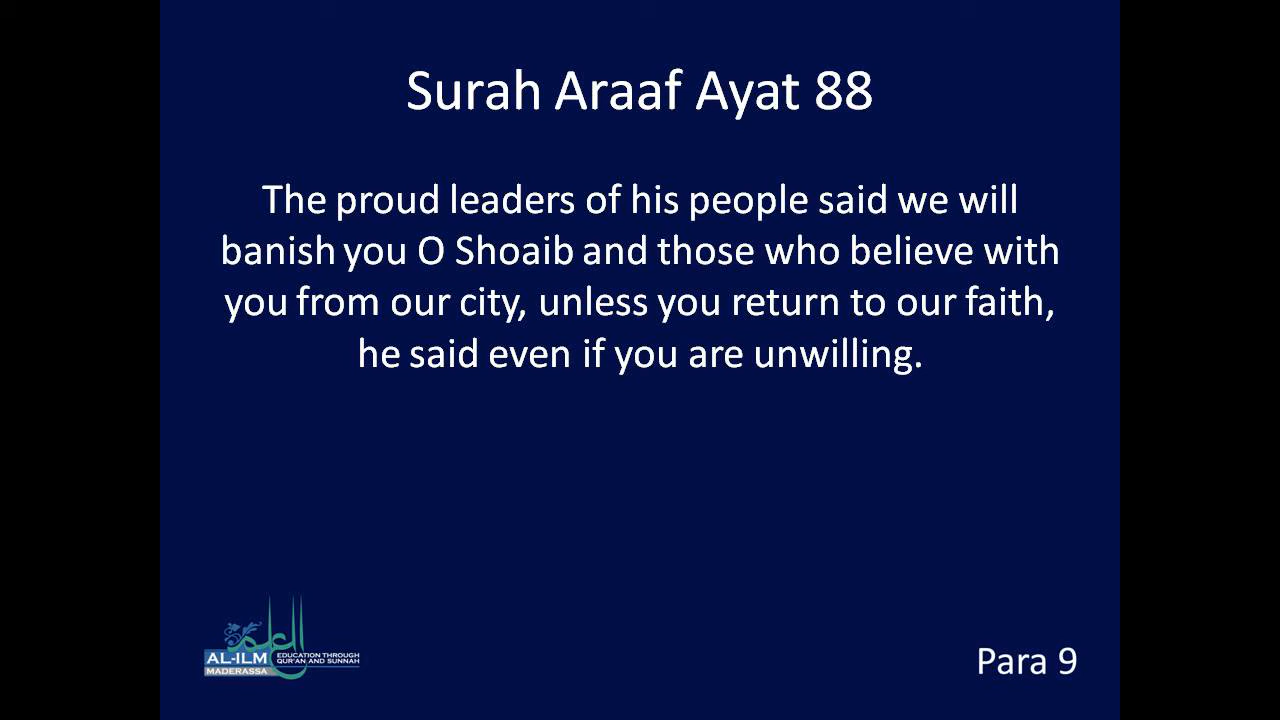 Surah Araaf Ayat 88
The proud leaders of his people said we will
banish you O Shoaib and those who believe with
you from our city, unless you return to our faith,
he said even if you are unwilling.
العلم
AL-ILM
MADERASSA
EDUCATION THROUGH
QUR'AN AND SUNNAH
Para 9